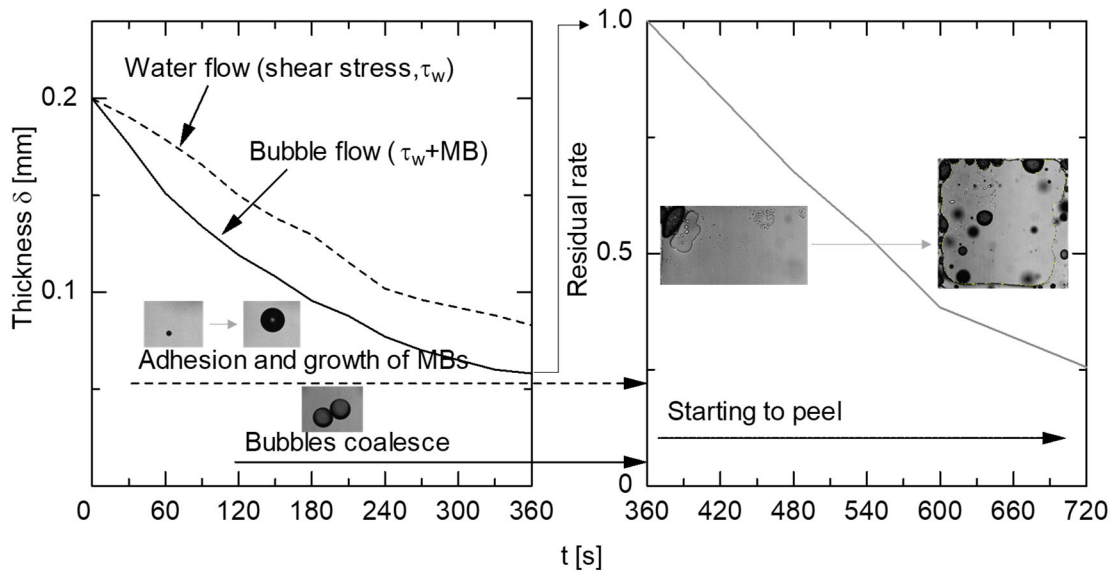 Water flow (shear stress,τw)
Bubble flow ( τw+MB)
Adhesion and growth of MBs
Bubbles coalesce
Thickness δ [mm]
0.2
0.1
0 60 120 180 240 300 360
Residual rate
1.0
0.5
0
Starting to peel
360 420 480 540 600 660 720
t [s]